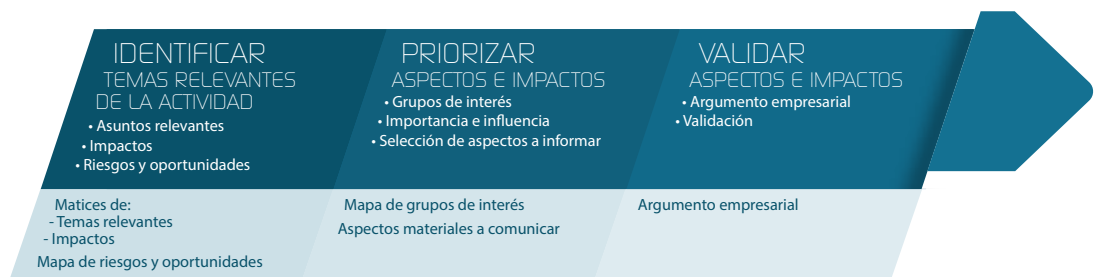 IDENTIFICAR
TEMAS RELEVANTES
DE LA ACTIVIDAD
• Asuntos relevantes
• Impactos
• Riesgos y oportunidades
Matices de:
- Temas relevantes
- Impactos
Mapa de riesgos y oportunidades
PRIORIZAR
ASPECTOS E IMPACTOS
• Grupos de interés
• Importancia e influencia
• Selección de aspectos a informar
Mapa de grupos de interés
Aspectos materiales a comunicar
VALIDAR
ASPECTOS E IMPACTOS
• Argumento empresarial
• Validación
Argumento empresarial